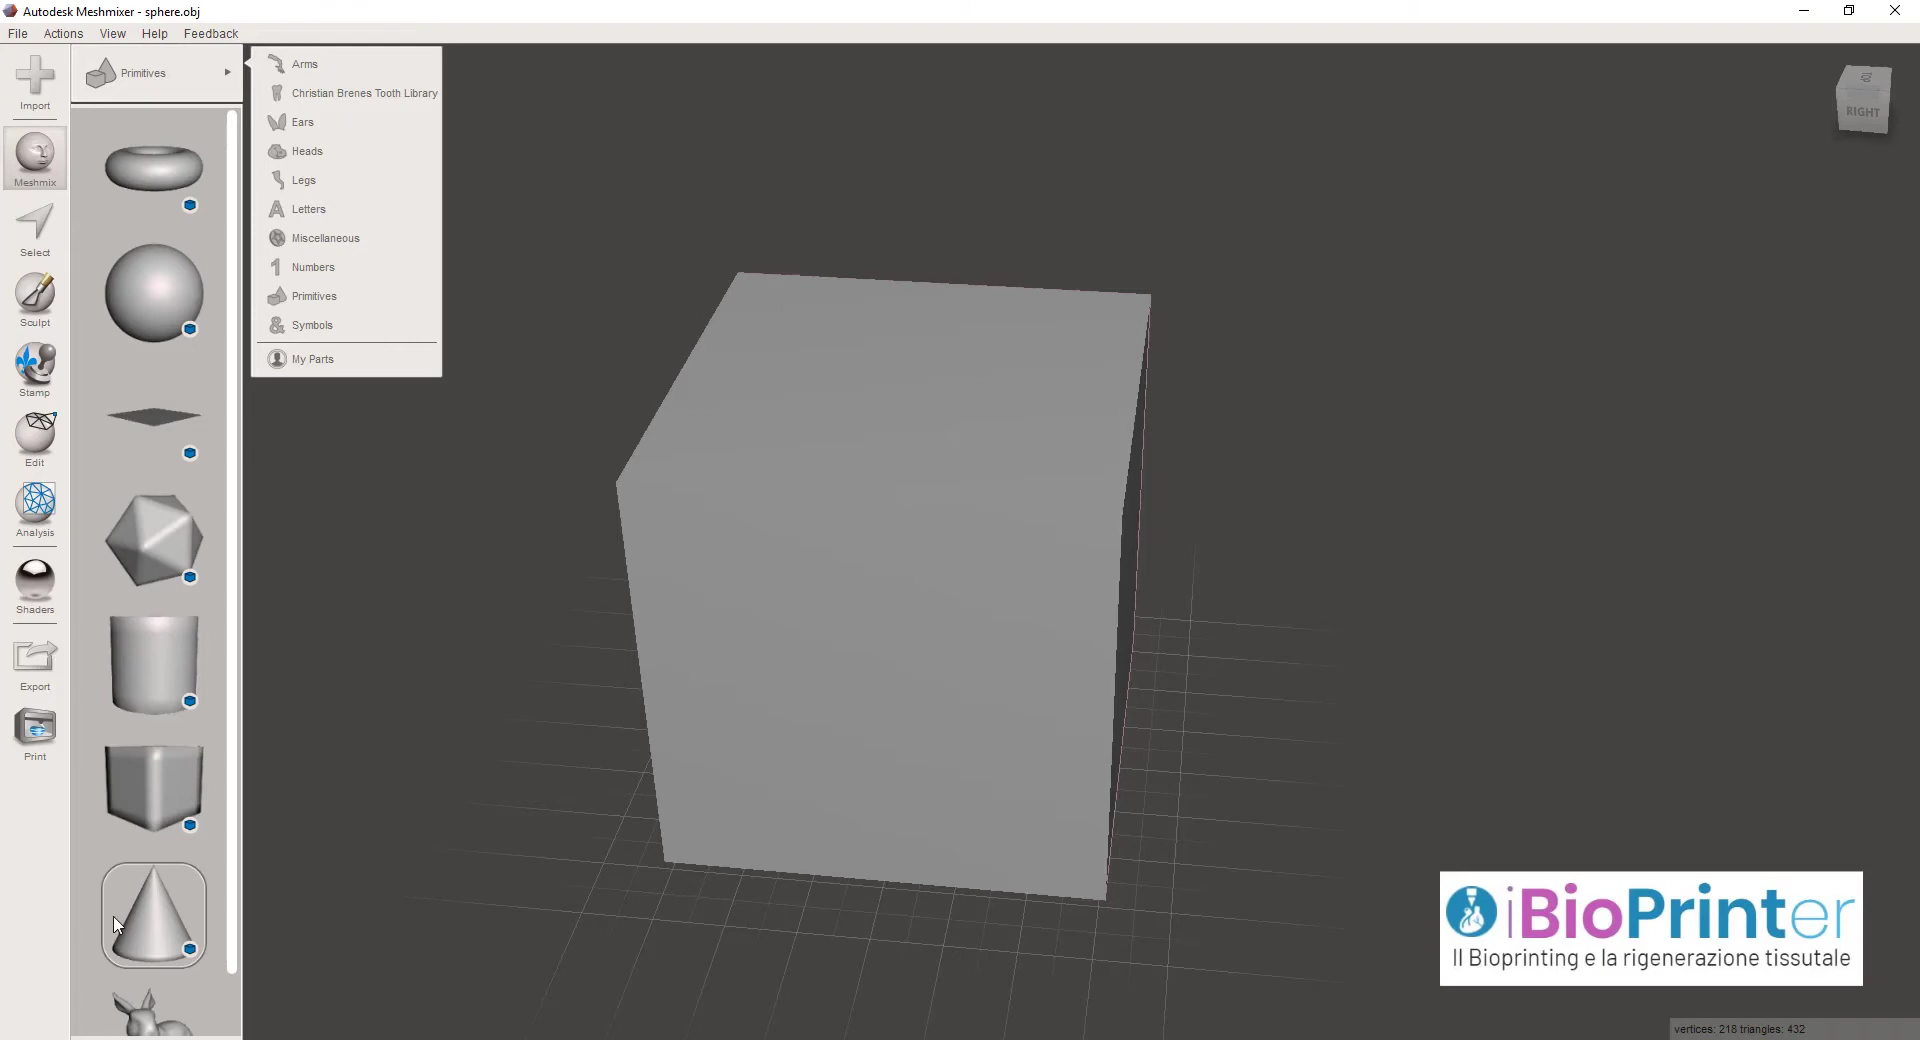 Autodesk Meshmixer - sphere.obj
File Actions View Help Feedback
Import
Meshmix
Select
Sculpt
Stamp
Edit
Analysis
Shaders
Export
Print
Primitives
Arms
Christian Brenes Tooth Library
Ears
Heads
Legs
Letters
Miscellaneous
Numbers
Primitives
Symbols
My Parts
TOP
RIGHT
iBioPrinter
Il Bioprinting e la rigenerazione tissutale
vertices: 218 triangles: 432